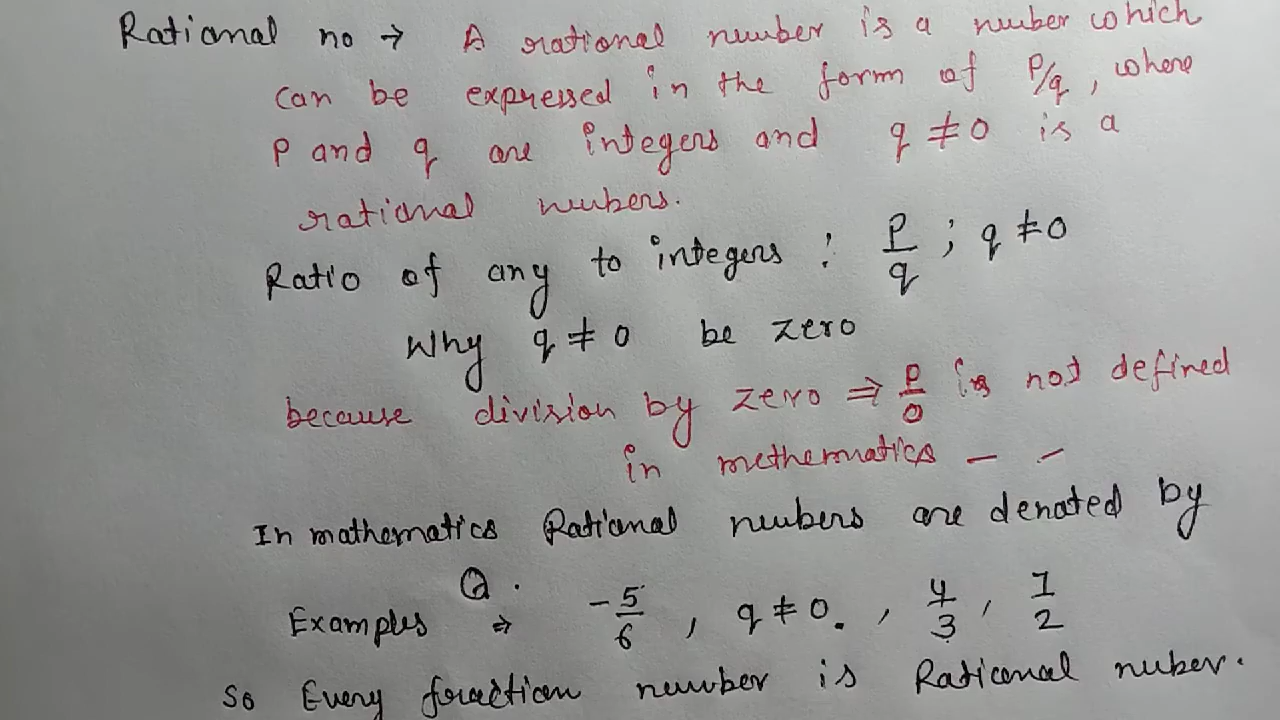 Rational no → A rational number is a number which
can be expressed in the form of P/q, where
P and q are integers and q ≠ 0 is a
rational nubers.
Ratio of any to integers : P/q ; q ≠ 0
Why q ≠ 0 be zero
because division by zero ⇒ P/0 is not defined
in methematics - -
In mathematics Rational nubers are denoted by
Q.
Examples ⇒ -5/6, q ≠ 0., 4/3, 1/2
So Every fraction number is Rational nuber.